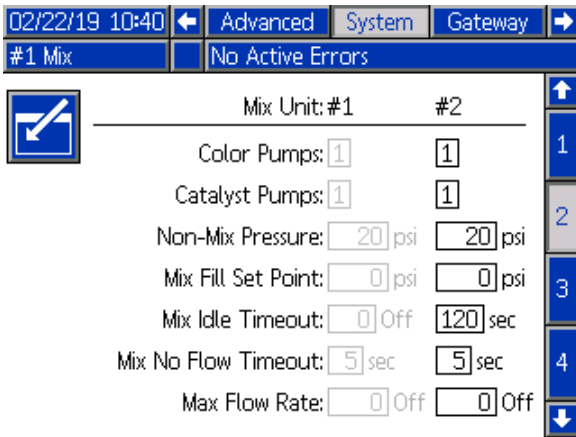 02/22/19 10:40 Advanced System Gateway
#1 Mix No Active Errors
Mix Unit: #1 #2
Color Pumps: 1 1
Catalyst Pumps: 1 1
Non-Mix Pressure: 20 psi 20 psi
Mix Fill Set Point: 0 psi 0 psi
Mix Idle Timeout: 0 Off 120 sec
Mix No Flow Timeout: 5 sec 5 sec
Max Flow Rate: 0 Off 0 Off
1
2
3
4